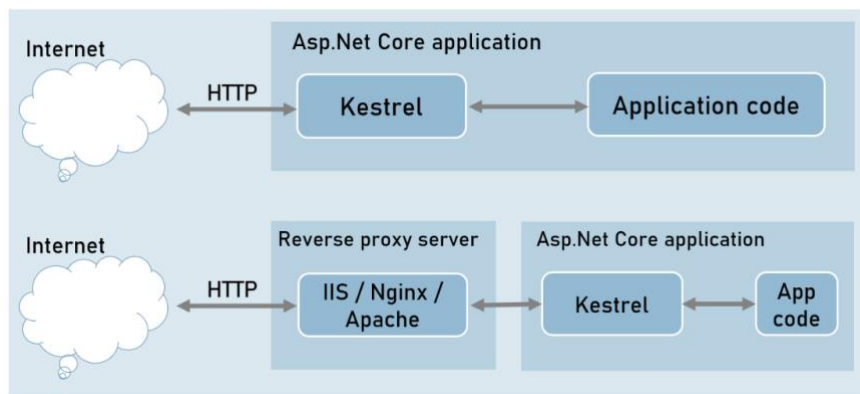 Internet
Asp.Net Core application
HTTP
Kestrel
Application code
Internet
Reverse proxy server
Asp.Net Core application
HTTP
IIS / Nginx /
Apache
Kestrel
App
code